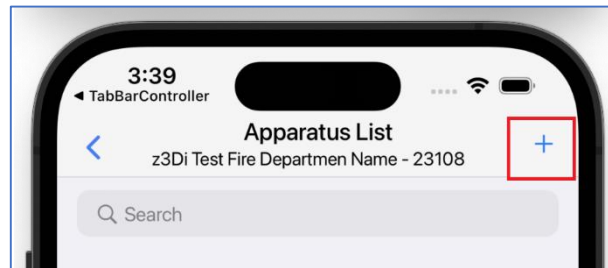 3:39
◀ TabBarController
Apparatus List
z3Di Test Fire Departmen Name - 23108
Search